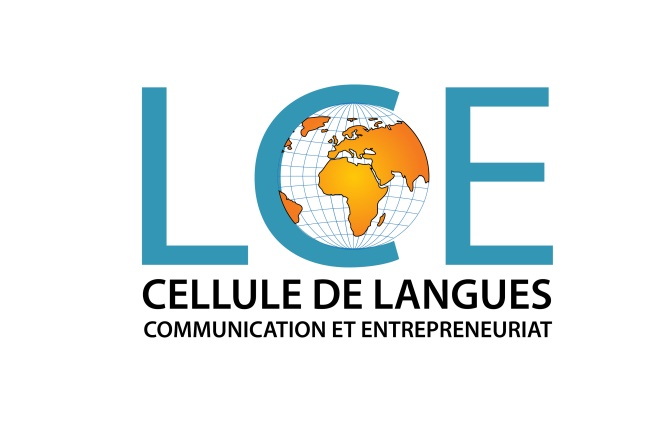 LCE
CELLULE DE LANGUES
COMMUNICATION ET ENTREPRENEURIAT